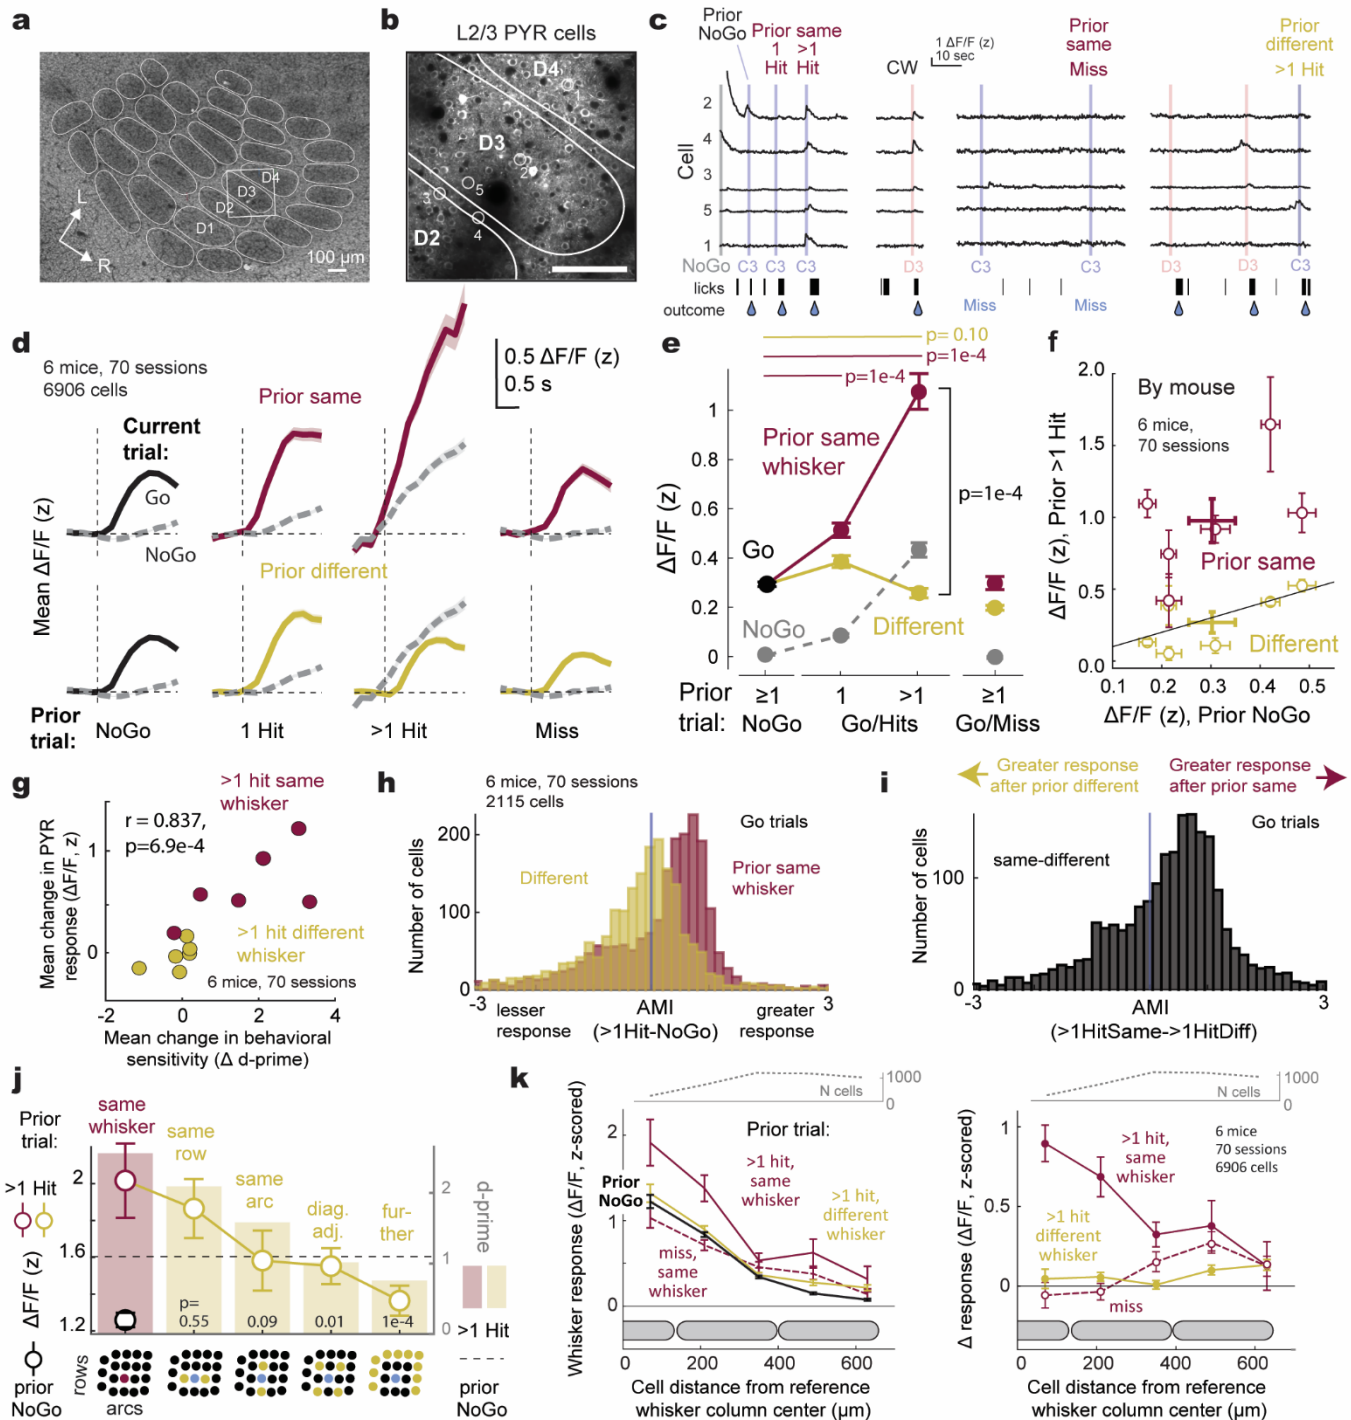 a
L
R
D1
D2
D3
D4
100 µm
b
L2/3 PYR cells
D4
1
D3
2
5
3
4
D2
c
Prior
NoGo
Prior same
1 >1
Hit Hit
CW
1 ΔF/F (z)
10 sec
Prior
same
Miss
Prior
different
>1 Hit
Cell
2
4
3
5
1
NoGo C3 C3 C3 D3 C3 C3 D3 D3 C3
licks
outcome Miss Miss
d
6 mice, 70 sessions
6906 cells
0.5 ΔF/F (z)
0.5 s
Prior same
Current
trial:
Go
NoGo
Mean ΔF/F (z)
Prior different
Prior
trial:
NoGo
1 Hit
>1 Hit
Miss
e
p= 0.10
p=1e-4
p=1e-4
1
0.8
0.6
0.4
0.2
0
ΔF/F (z)
Prior same
whisker
p=1e-4
Go
NoGo
Different
Prior
trial:
≥1 1 >1 ≥1
NoGo Go/Hits Go/Miss
f
By mouse
6 mice,
70 sessions
2.0
1.5
1.0
0.5
0.0
ΔF/F (z), Prior >1 Hit
Prior same
Different
0.1 0.2 0.3 0.4 0.5
ΔF/F (z), Prior NoGo
g
>1 hit same
whisker
r = 0.837,
p=6.9e-4
1
0
Mean change in PYR
response (ΔF/F, z)
>1 hit different
whisker
6 mice, 70 sessions
-2 0 2 4
Mean change in behavioral
sensitivity (Δ d-prime)
h
6 mice, 70 sessions
2115 cells
Go trials
200
100
0
Number of cells
Different
Prior same
whisker
-3 AMI 3
lesser
response
(>1Hit-NoGo)
greater
response
i
Greater response
after prior different
Greater response
after prior same
Go trials
same-different
100
0
Number of cells
-3 AMI 3
(>1HitSame->1HitDiff)
j
Prior
trial:
same
whisker
same
row
same
arc
diag.
adj.
fur-
ther
>1 Hit
ΔF/F (z)
2
1.6
1.2
2
1
0
d-prime
p=
0.55 0.09 0.01 1e-4
>1 Hit
prior
NoGo
rows
arcs
prior
NoGo
k
1000
0
N cells
Whisker response (ΔF/F, z-scored)
2
1
0
Prior trial:
>1 hit,
same
whisker
Prior
NoGo
>1 hit,
different
whisker
miss,
same
whisker
0 200 400 600
Cell distance from reference
whisker column center (µm)
1000
0
N cells
Δ response (ΔF/F, z-scored)
1
0.5
0
>1 hit,
same
whisker
6 mice
70 sessions
6906 cells
>1 hit
different
whisker
miss
0 200 400 600
Cell distance from reference
whisker column center (µm)